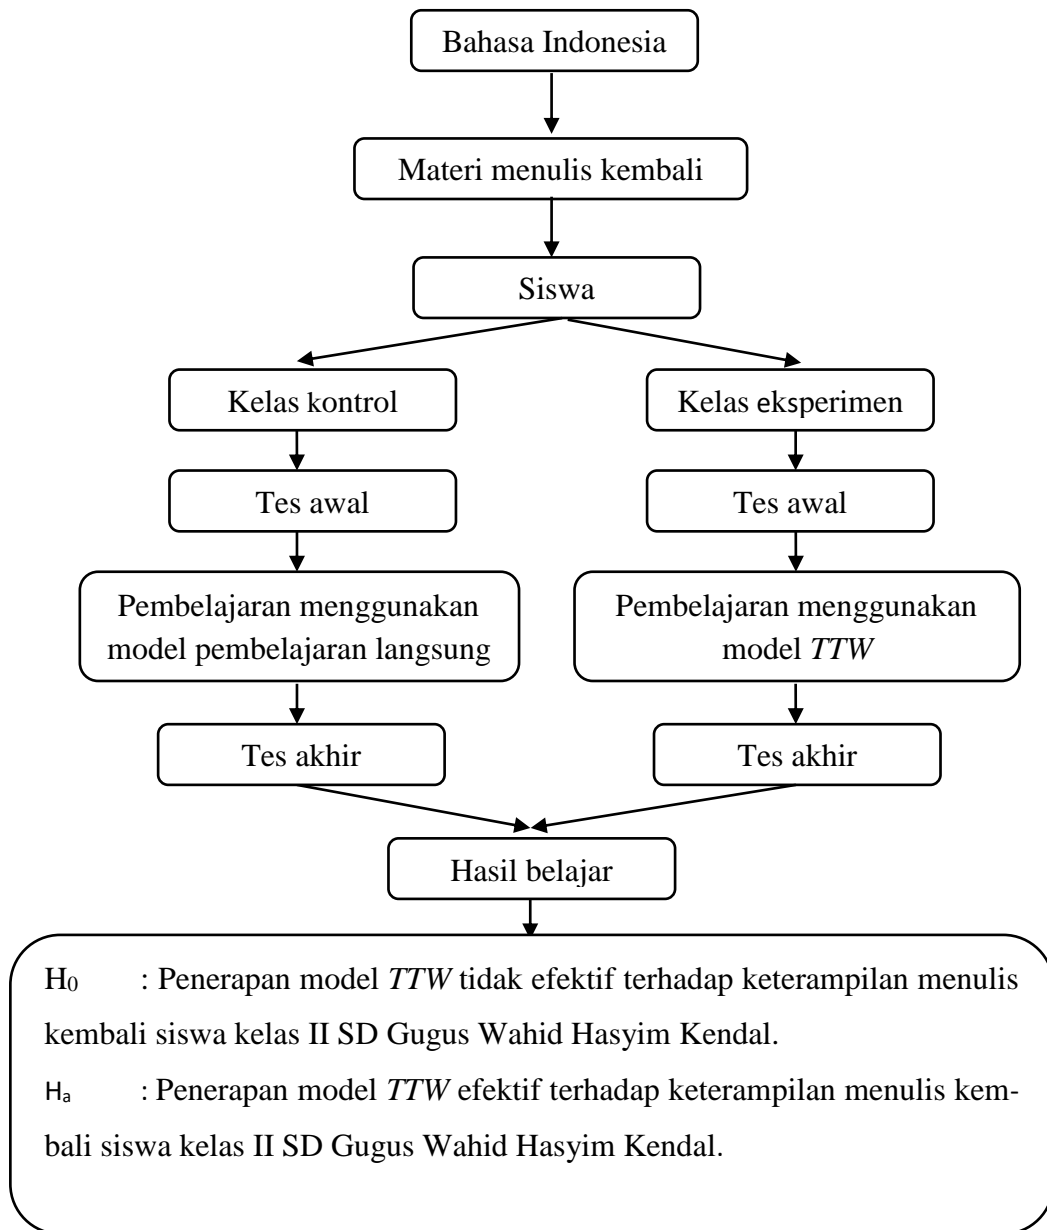 Bahasa Indonesia
Materi menulis kembali
Siswa
Kelas kontrol
Kelas eksperimen
Tes awal
Tes awal
Pembelajaran menggunakan
model pembelajaran langsung
Pembelajaran menggunakan
model TTW
Tes akhir
Tes akhir
Hasil belajar
H₀ : Penerapan model TTW tidak efektif terhadap keterampilan menulis
kembali siswa kelas II SD Gugus Wahid Hasyim Kendal.
Hₐ : Penerapan model TTW efektif terhadap keterampilan menulis kem-
bali siswa kelas II SD Gugus Wahid Hasyim Kendal.